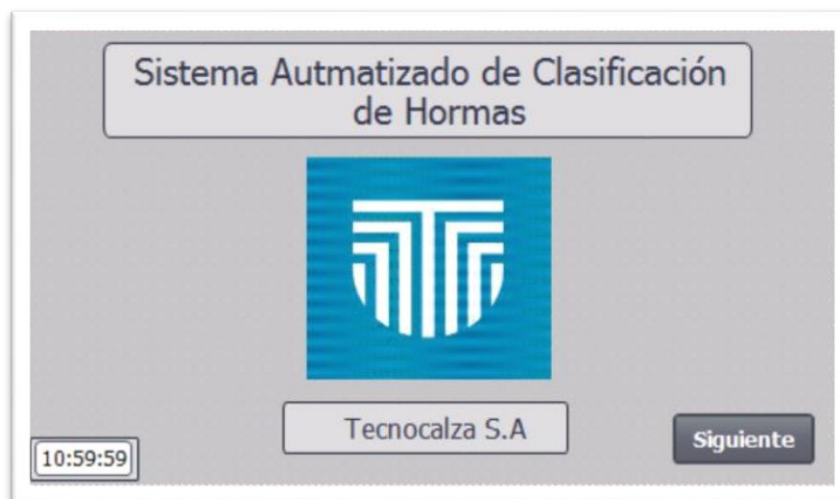 Sistema Autmatizado de Clasificación
de Hormas
Tecnocalza S.A
Siguiente
10:59:59